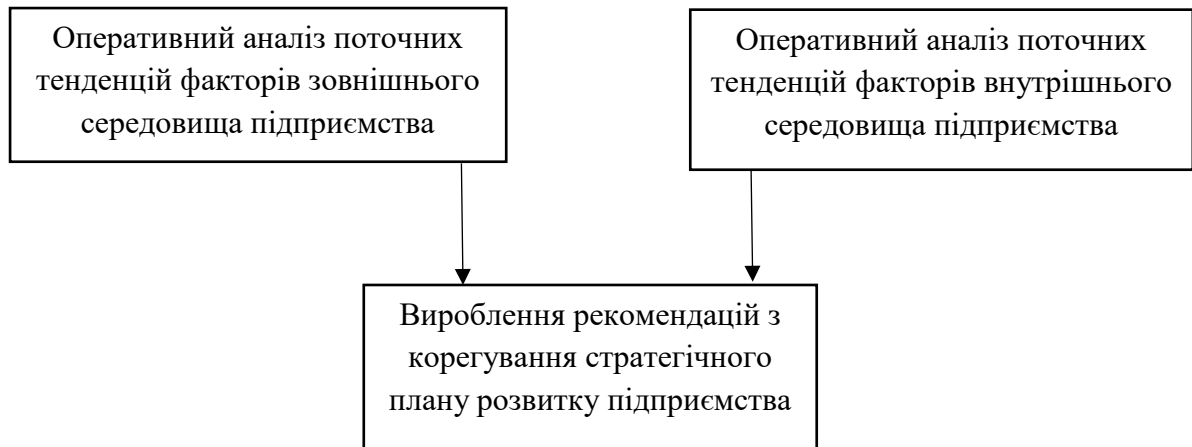 Оперативний аналіз поточних
тенденцій факторів зовнішнього
середовища підприємства
Оперативний аналіз поточних
тенденцій факторів внутрішнього
середовища підприємства
Вироблення рекомендацій з
корегування стратегічного
плану розвитку підприємства